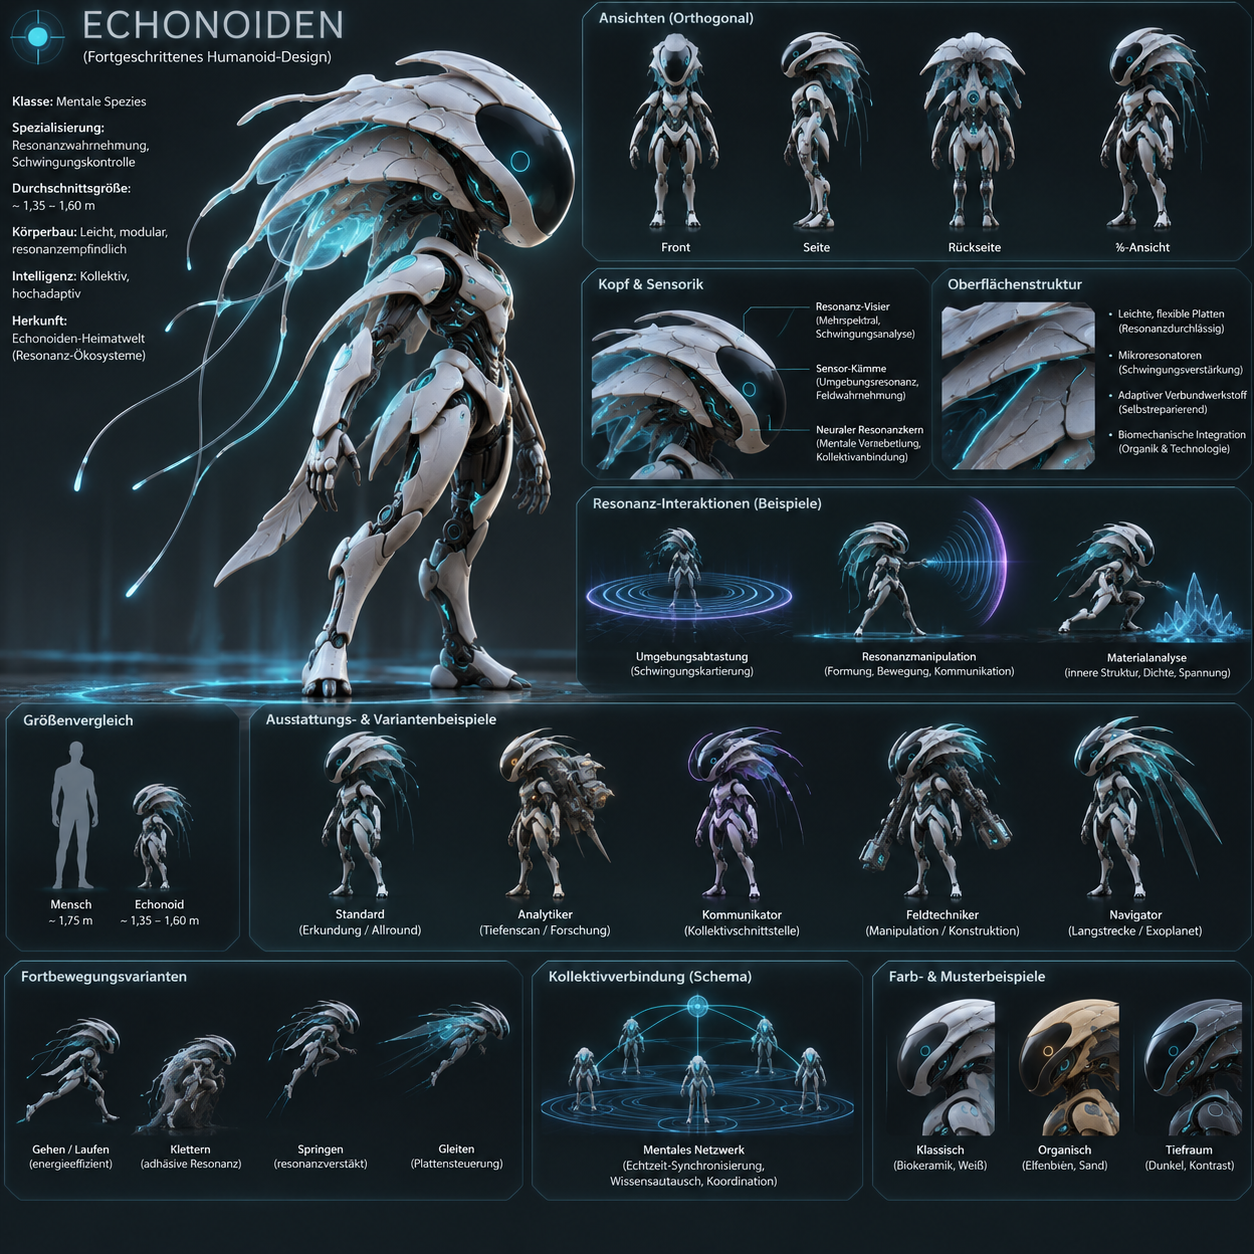 ECHONOIDEN
(Fortgeschrittenes Humanoid-Design)
Klasse: Mentale Spezies
Spezialisierung:
Resonanzwahrnehmung,
Schwingungskontrolle
Durchschnittsgröße:
~ 1,35 – 1,60 m
Körperbau: Leicht, modular,
resonanzempfindlich
Intelligenz: Kollektiv,
hochadaptiv
Herkunft:
Echonoiden-Heimatwelt
(Resonanz-Ökosysteme)
Ansichten (Orthogonal)
Front
Seite
Rückseite
⅜-Ansicht
Kopf & Sensorik
Resonanz-Visier
(Mehrspektral,
Schwingungsanalyse)
Sensor-Kämme
(Umgebungsresonanz,
Feldwahrnehmung)
Neuraler Resonanzkern
(Mentale
Kollektivanbindung)
Oberflächenstruktur
• Leichte, flexible Platten
(Resonanzdurchlässig)
• Mikroresonatoren
(Schwingungsverstärkung)
• Adaptiver Verbundwerkstoff
(Selbstreparierend)
• Biomechanische Integration
(Organik & Technologie)
Resonanz-Interaktionen (Beispiele)
Umgebungsabtastung
(Schwingungskartierung)
Resonanzmanipulation
(Formung, Bewegung, Kommunikation)
Materialanalyse
(innere Struktur, Dichte, Spannung)
Größenvergleich
Mensch
~ 1,75 m
Echonoid
~ 1,35 – 1,60 m
Ausstattungs- & Variantenbeispiele
Standard
(Erkundung / Allround)
Analytiker
(Tiefenscan / Forschung)
Kommunikator
(Kollektivschnittstelle)
Feldtechniker
(Manipulation / Konstruktion)
Navigator
(Langstrecke / Exoplanet)
Fortbewegungsvarianten
Gehen / Laufen
(energieeffizient)
Klettern
(adhäsive Resonanz)
Springen
(resonanzverstäkt)
Gleiten
(Plattensteuerung)
Kollektivverbindung (Schema)
Mentales Netzwerk
(Echtzeit-Synchronisierung,
Wissensautausch, Koordination)
Farb- & Musterbeispiele
Klassisch
(Biokeramik, Weiß)
Organisch
(Elfenbien, Sand)
Tiefraum
(Dunkel, Kontrast)